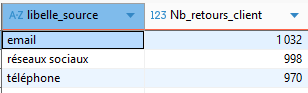 A-Z libelle_source 123 Nb_retours_client
email 1 032
réseaux sociaux 998
téléphone 970